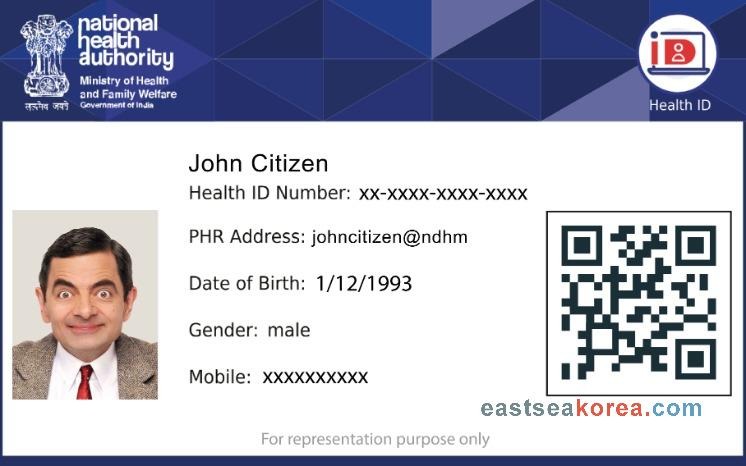 national
health
authority
Ministry of Health
and Family Welfare
Government of India
सत्यमेव जयते
Health ID
John Citizen
Health ID Number: xx-xxxx-xxxx-xxxx
PHR Address: johncitizen@ndhm
Date of Birth: 1/12/1993
Gender: male
Mobile: xxxxxxxxxx
eastseakorea.com
For representation purpose only